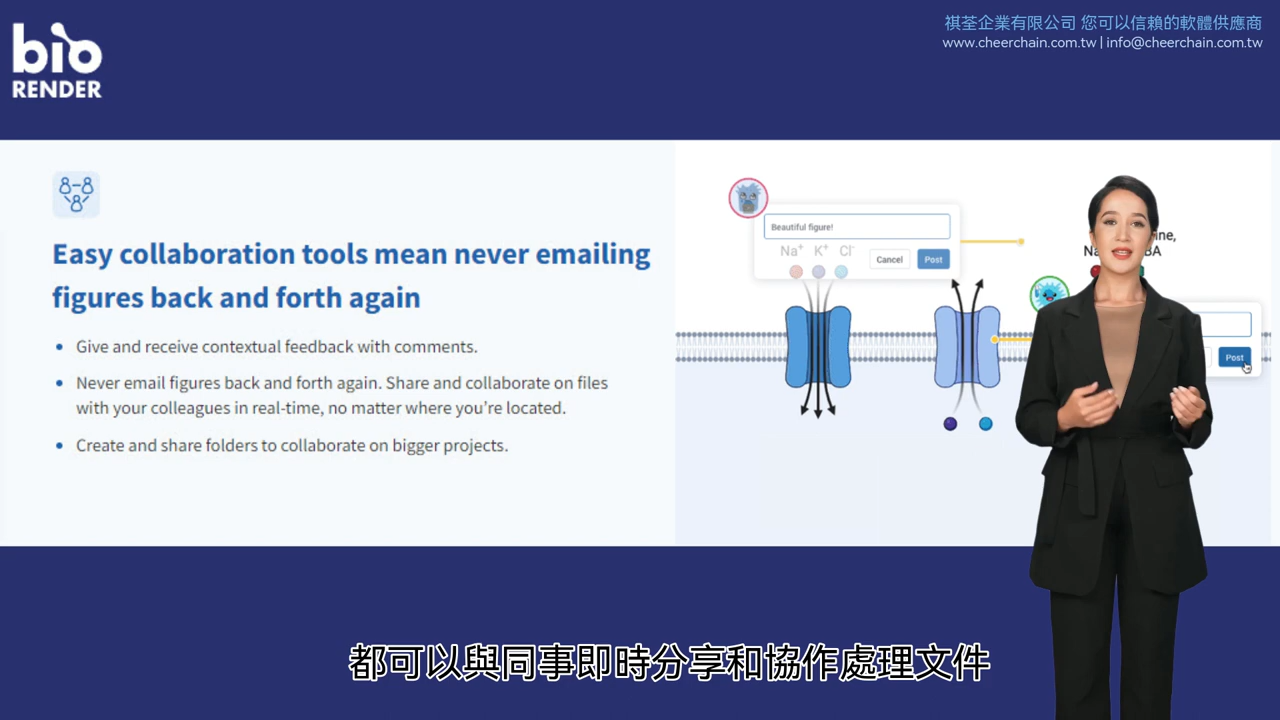 bio
RENDER
祺荃企業有限公司 您可以信賴的軟體供應商
www.cheerchain.com.tw | info@cheerchain.com.tw
Easy collaboration tools mean never emailing
figures back and forth again
• Give and receive contextual feedback with comments.
• Never email figures back and forth again. Share and collaborate on files
with your colleagues in real-time, no matter where you're located.
• Create and share folders to collaborate on bigger projects.
Beautiful figure!
Na+ K+ Cl-
Cancel Post
Post
都可以與同事即時分享和協作處理文件